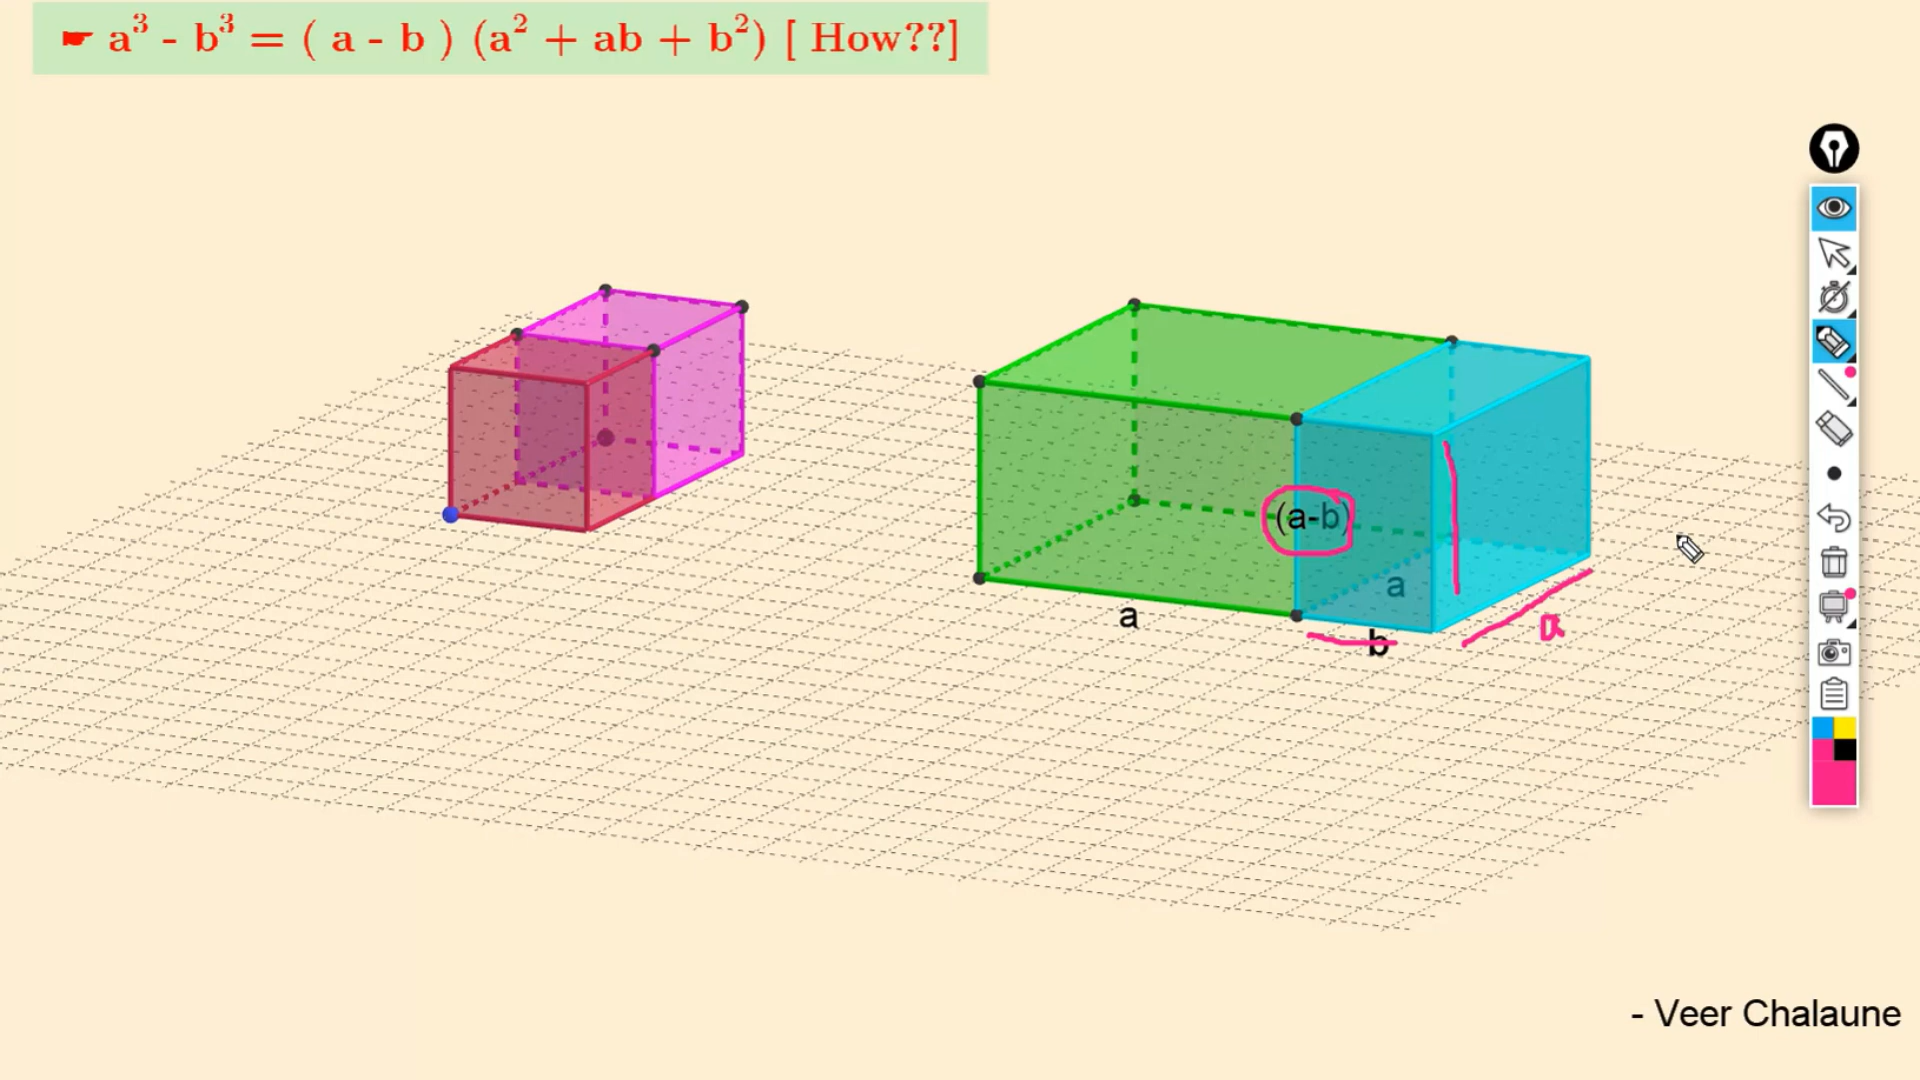 ☛ a³ - b³ = ( a - b ) (a² + ab + b²) [ How??]
(a-b)
a
a
a
b
- Veer Chalaune